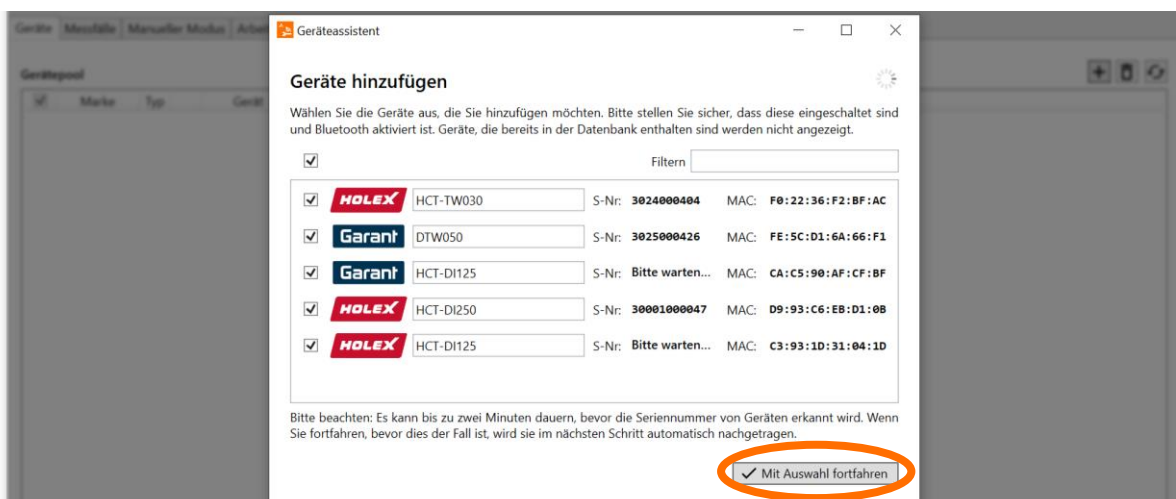 Geräte Messfälle Manueller Modus
Geräteassistent
Gerätepool
Marke Typ Gerät
Geräte hinzufügen
Wählen Sie die Geräte aus, die Sie hinzufügen möchten. Bitte stellen Sie sicher, dass diese eingeschaltet sind
und Bluetooth aktiviert ist. Geräte, die bereits in der Datenbank enthalten sind werden nicht angezeigt.
Filtern
HOLEX HCT-TW030 S-Nr: 3024000404 MAC: F0:22:36:F2:BF:AC
Garant DTW050 S-Nr: 3025000426 MAC: FE:5C:D1:6A:66:F1
Garant HCT-DI125 S-Nr: Bitte warten... MAC: CA:C5:90:AF:CF:BF
HOLEX HCT-DI250 S-Nr: 30001000047 MAC: D9:93:C6:EB:D1:0B
HOLEX HCT-DI125 S-Nr: Bitte warten... MAC: C3:93:1D:31:04:1D
Bitte beachten: Es kann bis zu zwei Minuten dauern, bevor die Seriennummer von Geräten erkannt wird. Wenn
Sie fortfahren, bevor dies der Fall ist, wird sie im nächsten Schritt automatisch nachgetragen.
Mit Auswahl fortfahren